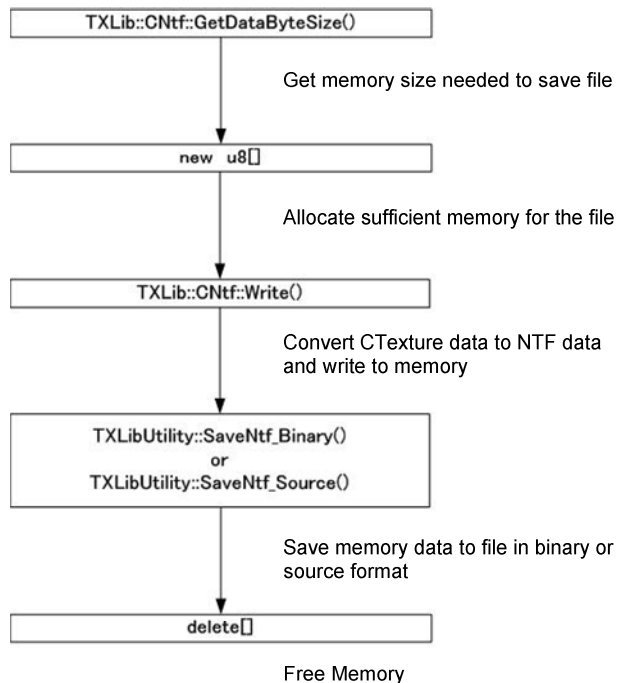 TXLib::CNtf::GetDataByteSize()
Get memory size needed to save file
new u8[]
Allocate sufficient memory for the file
TXLib::CNtf::Write()
Convert CTexture data to NTF data
and write to memory
TXLibUtility::SaveNtf_Binary()
or
TXLibUtility::SaveNtf_Source()
Save memory data to file in binary or
source format
delete[]
Free Memory